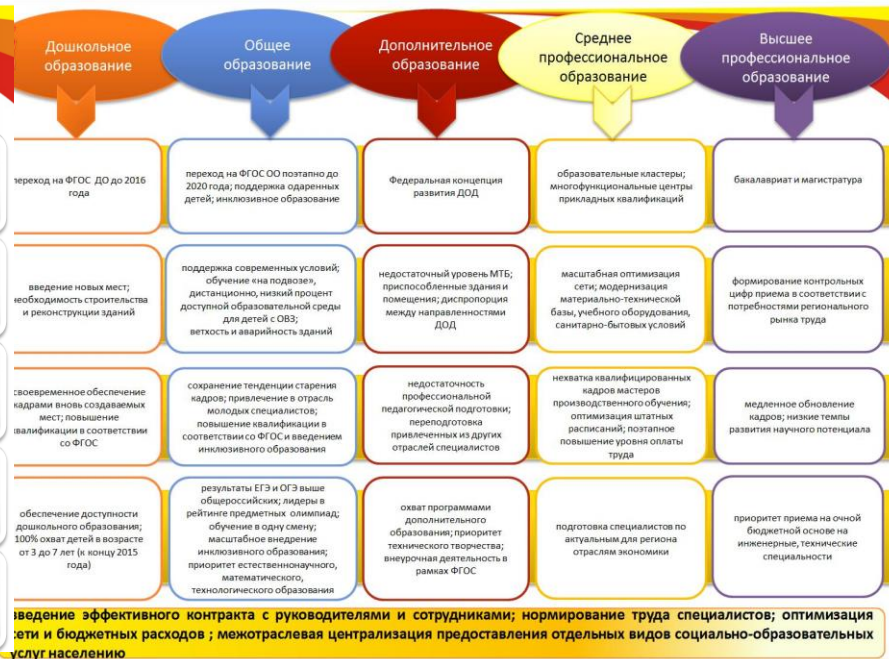 Дошкольное
образование
Общее
образование
Дополнительное
образование
Среднее
профессиональное
образование
Высшее
профессиональное
образование
переход на ФГОС ДО до 2016
года
переход на ФГОС ОО поэтапно до
2020 года; поддержка одаренных
детей; инклюзивное образование
Федеральная концепция
развития ДОД
образовательные кластеры;
многофункциональные центры
прикладных квалификаций
бакалавриат и магистратура
введение новых мест;
необходимость строительства
и реконструкции зданий
поддержка современных условий;
обучение «на подвозе»,
дистанционно, низкий процент
доступной образовательной среды
для детей с ОВЗ;
ветхость и аварийность зданий
недостаточный уровень МТБ;
приспособленные здания и
помещения; диспропорция
между направленностями
ДОД
масштабная оптимизация
сети; модернизация
материально-технической
базы, учебного оборудования,
санитарно-бытовых условий
формирование контрольных
цифр приема в соответствии с
потребностями регионального
рынка труда
своевременное обеспечение
кадрами вновь создаваемых
мест; повышение
квалификации в соответствии
со ФГОС
сохранение тенденции старения
кадров; привлечение в отрасль
молодых специалистов;
повышение квалификации в
соответствии со ФГОС и введением
инклюзивного образования
недостаточность
профессиональной
педагогической подготовки;
переподготовка
привлеченных из других
отраслей специалистов
нехватка квалифицированных
кадров мастеров
производственного обучения;
оптимизация штатных
расписаний; поэтапное
повышение уровня оплаты
труда
медленное обновление
кадров; низкие темпы
развития научного потенциала
обеспечение доступности
дошкольного образования;
100% охват детей в возрасте
от 3 до 7 лет (к концу 2015
года)
результаты ЕГЭ и ОГЭ выше
общероссийских; лидеры в
рейтинге предметных  олимпиад;
обучение в одну смену;
масштабное внедрение
инклюзивного образования;
приоритет естественнонаучного,
математического,
технологического образования
охват программами
дополнительного
образования; приоритет
технического творчества;
внеурочная деятельность в
рамках ФГОС
подготовка специалистов по
актуальным для региона
отраслям экономики
приоритет приема на очной
бюджетной основе на
инженерные, технические
специальности
введение эффективного контракта с руководителями и сотрудниками; нормирование труда специалистов; оптимизация
сети и бюджетных расходов ; межотраслевая централизация предоставления отдельных видов социально-образовательных
услуг населению